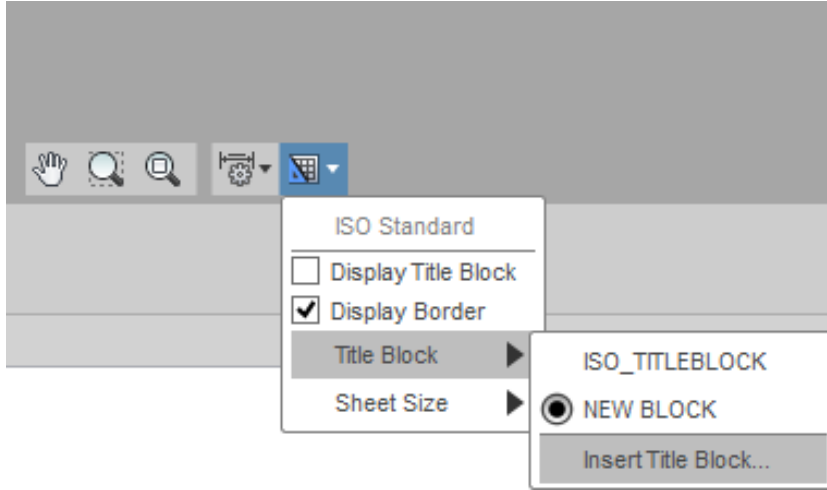 ISO Standard
Display Title Block
Display Border
Title Block
Sheet Size
ISO_TITLEBLOCK
NEW BLOCK
Insert Title Block...